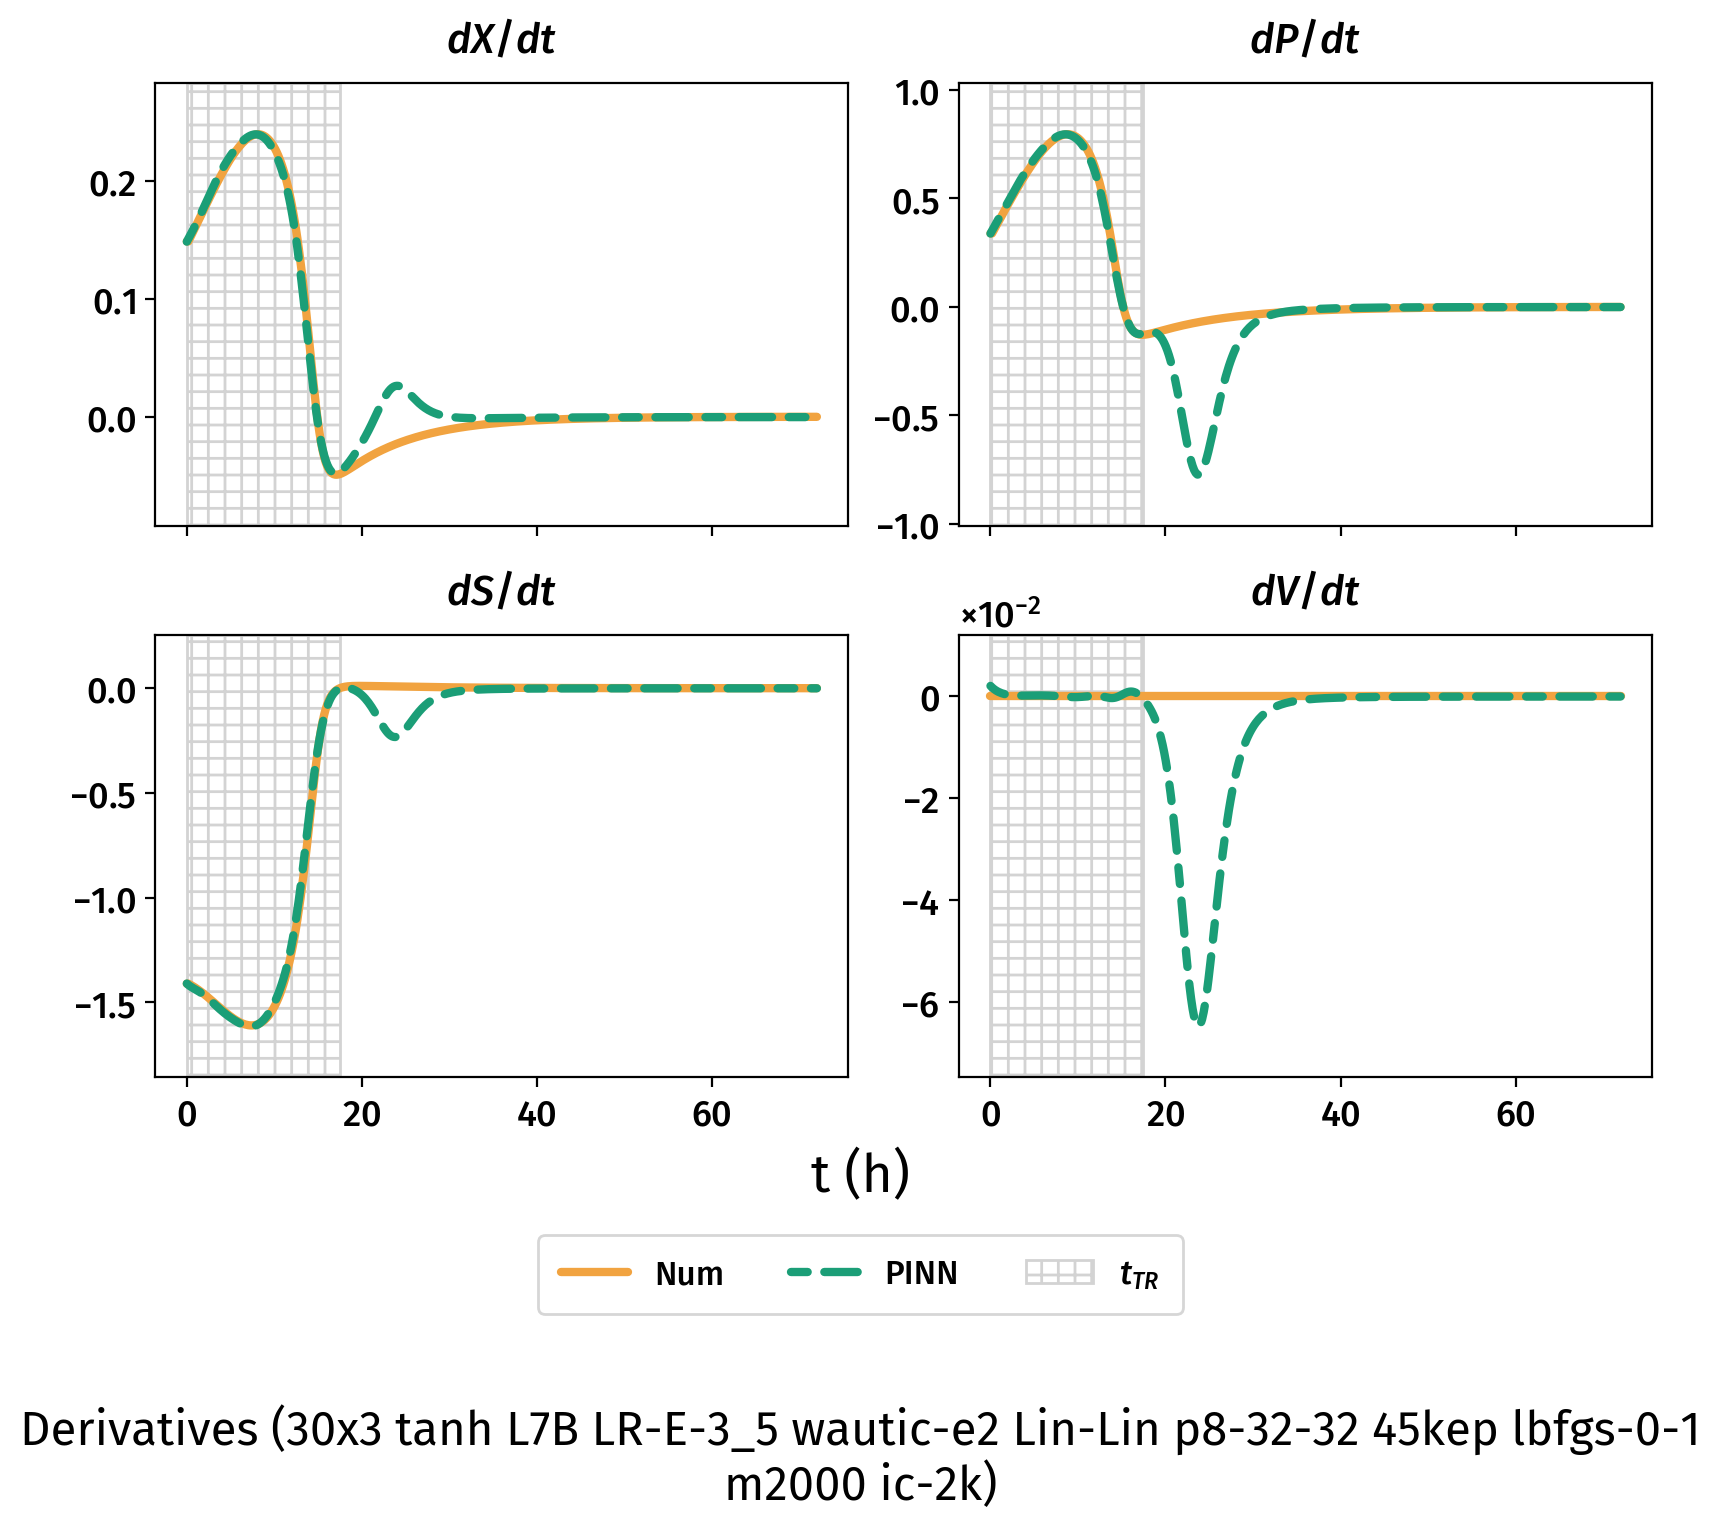 dX/dt
dP/dt
0.2
0.1
0.0
1.0
0.5
0.0
−0.5
−1.0
dS/dt
dV/dt
×10⁻²
0.0
−0.5
−1.0
−1.5
0
−2
−4
−6
0 20 40 60
0 20 40 60
t (h)
Num PINN t_TR
Derivatives (30x3 tanh L7B LR-E-3_5 wautic-e2 Lin-Lin p8-32-32 45kep lbfgs-0-1
m2000 ic-2k)